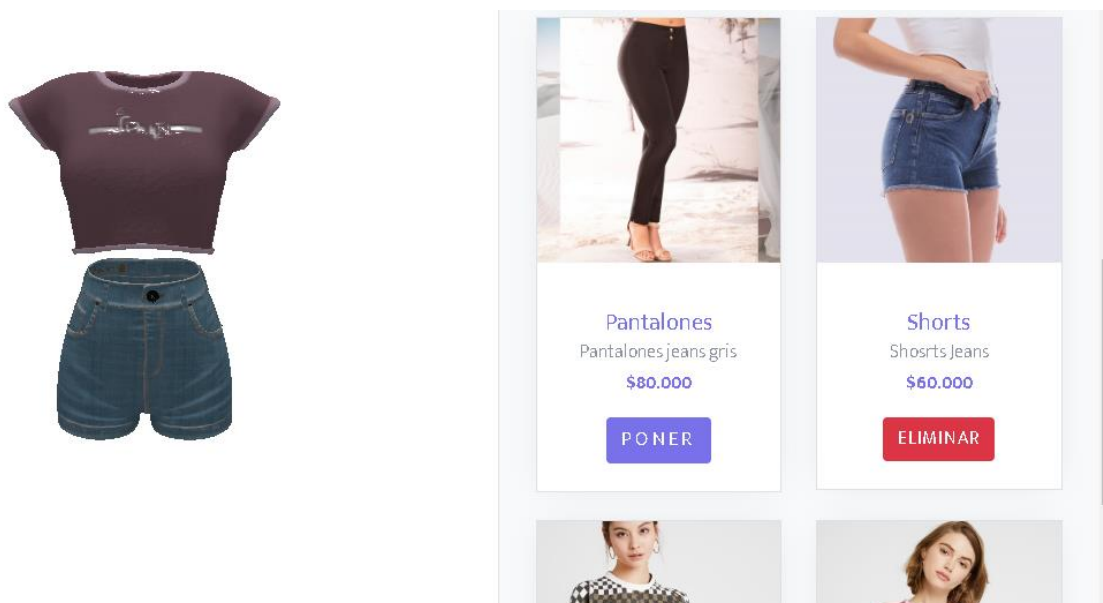 Pantalones
Pantalones jeans gris
$80.000
PONER
Shorts
Shosrts Jeans
$60.000
ELIMINAR